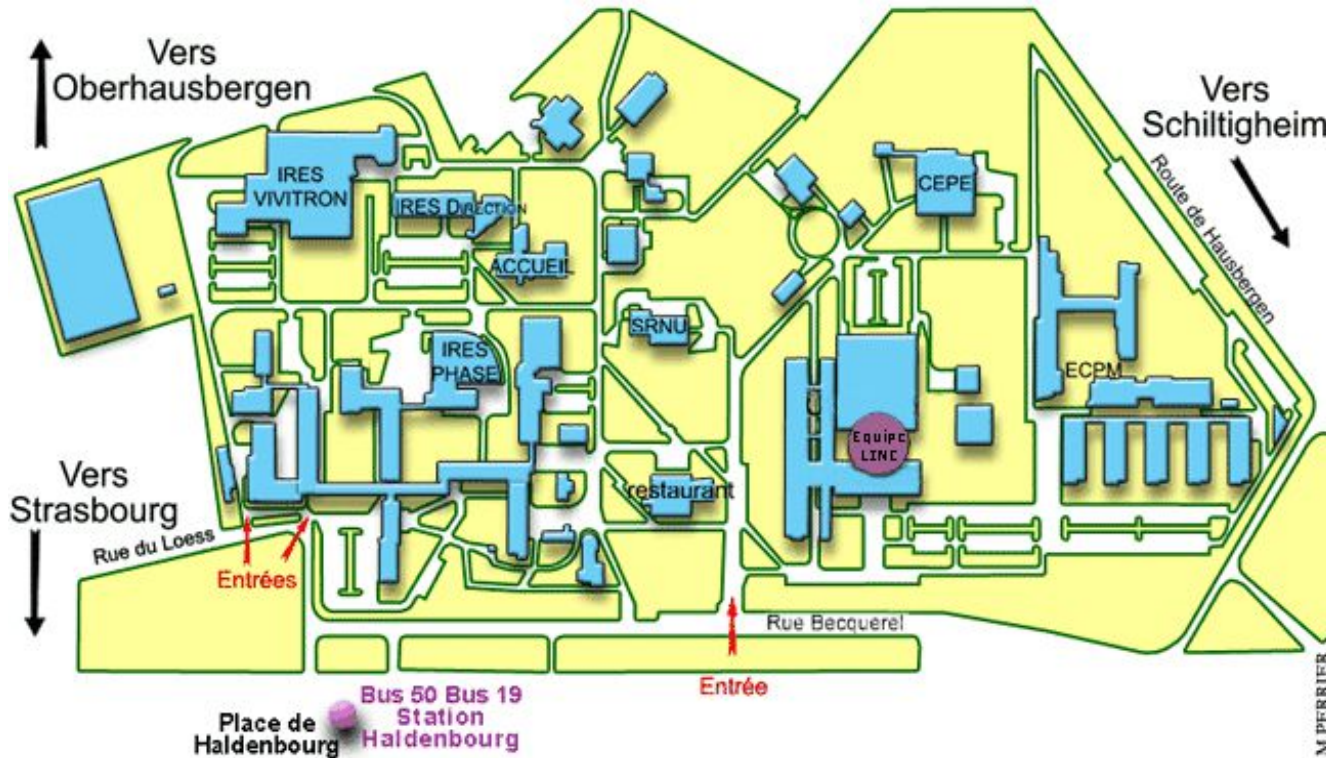 Vers
Oberhausbergen
Vers
Schiltigheim
Route de Hausbergen
IRES
VIVITRON
IRES DIRECTION
ACCUEIL
CEPE
SRNU
IRES
PHASE
ECPM
Equipe
LINC
restaurant
Vers
Strasbourg
Rue du Loess
Entrées
Rue Becquerel
Entrée
Bus 50 Bus 19
Station
Haldenbourg
Place de
Haldenbourg
M PERRIER